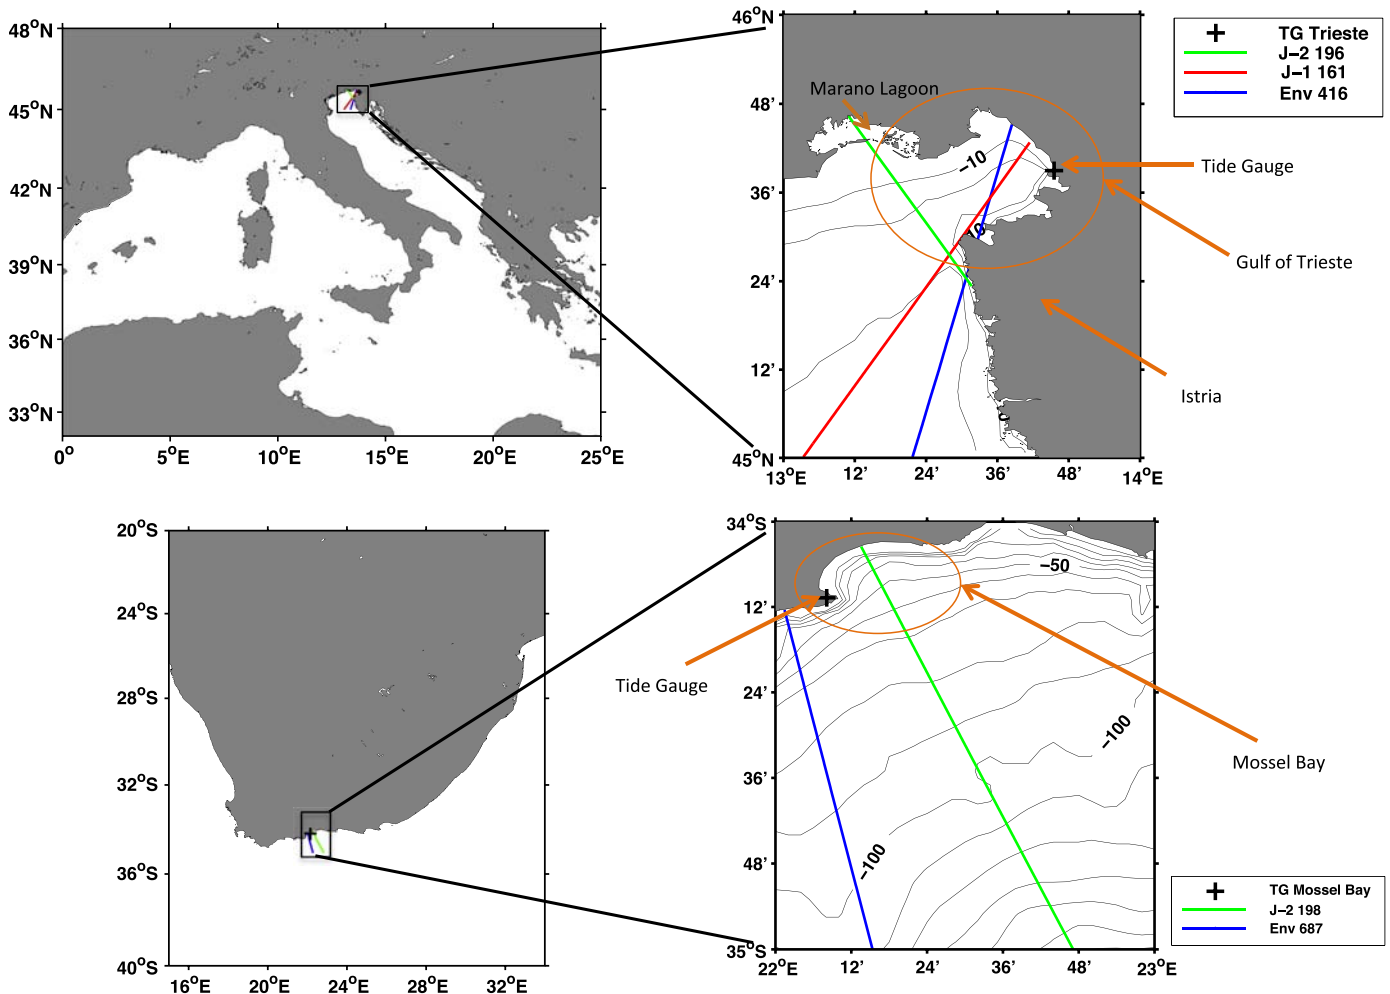 48°N
45°N
42°N
39°N
36°N
33°N
0°
5°E
10°E
15°E
20°E
25°E
46°N
48'
36'
24'
12'
45°N
13°E
12'
24'
36'
48'
14°E
Marano Lagoon
−10
−10
Tide Gauge
Gulf of Trieste
Istria
TG Trieste
J−2 196
J−1 161
Env 416
20°S
24°S
28°S
32°S
36°S
40°S
16°E
20°E
24°E
28°E
32°E
34°S
12'
24'
36'
48'
35°S
22°E
12'
24'
36'
48'
23°E
−50
−100
−100
Tide Gauge
Mossel Bay
TG Mossel Bay
J−2 198
Env 687